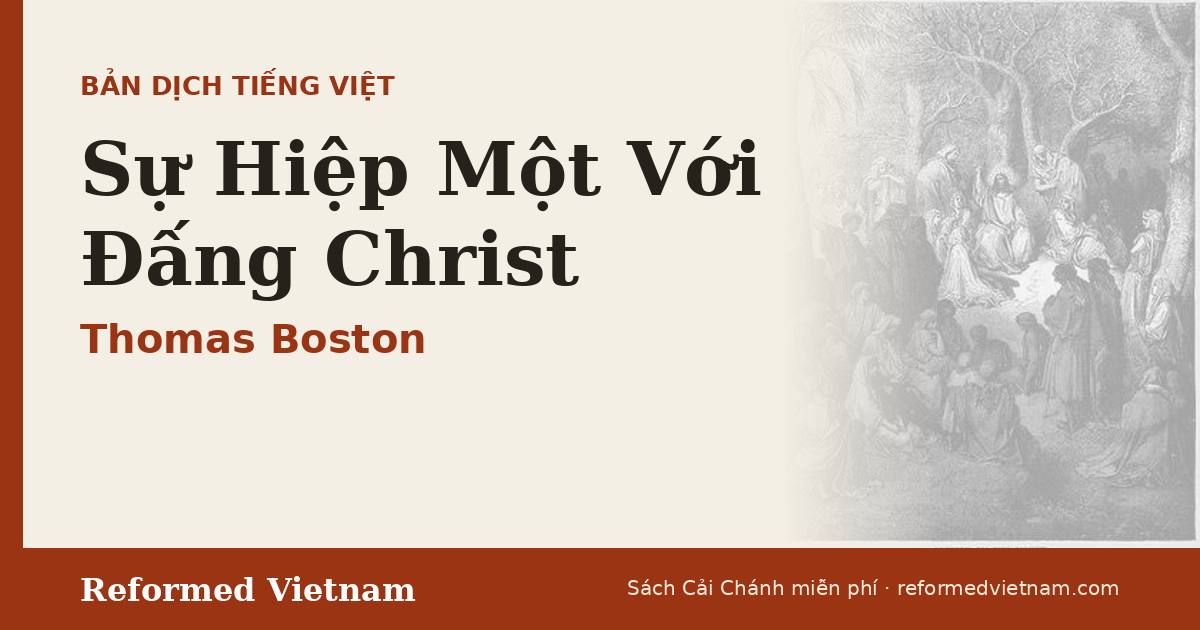 BẢN DỊCH TIẾNG VIỆT
Sự Hiệp Một Với
Đấng Christ
Thomas Boston
Reformed Vietnam
Sách Cải Chánh miễn phí · reformedvietnam.com